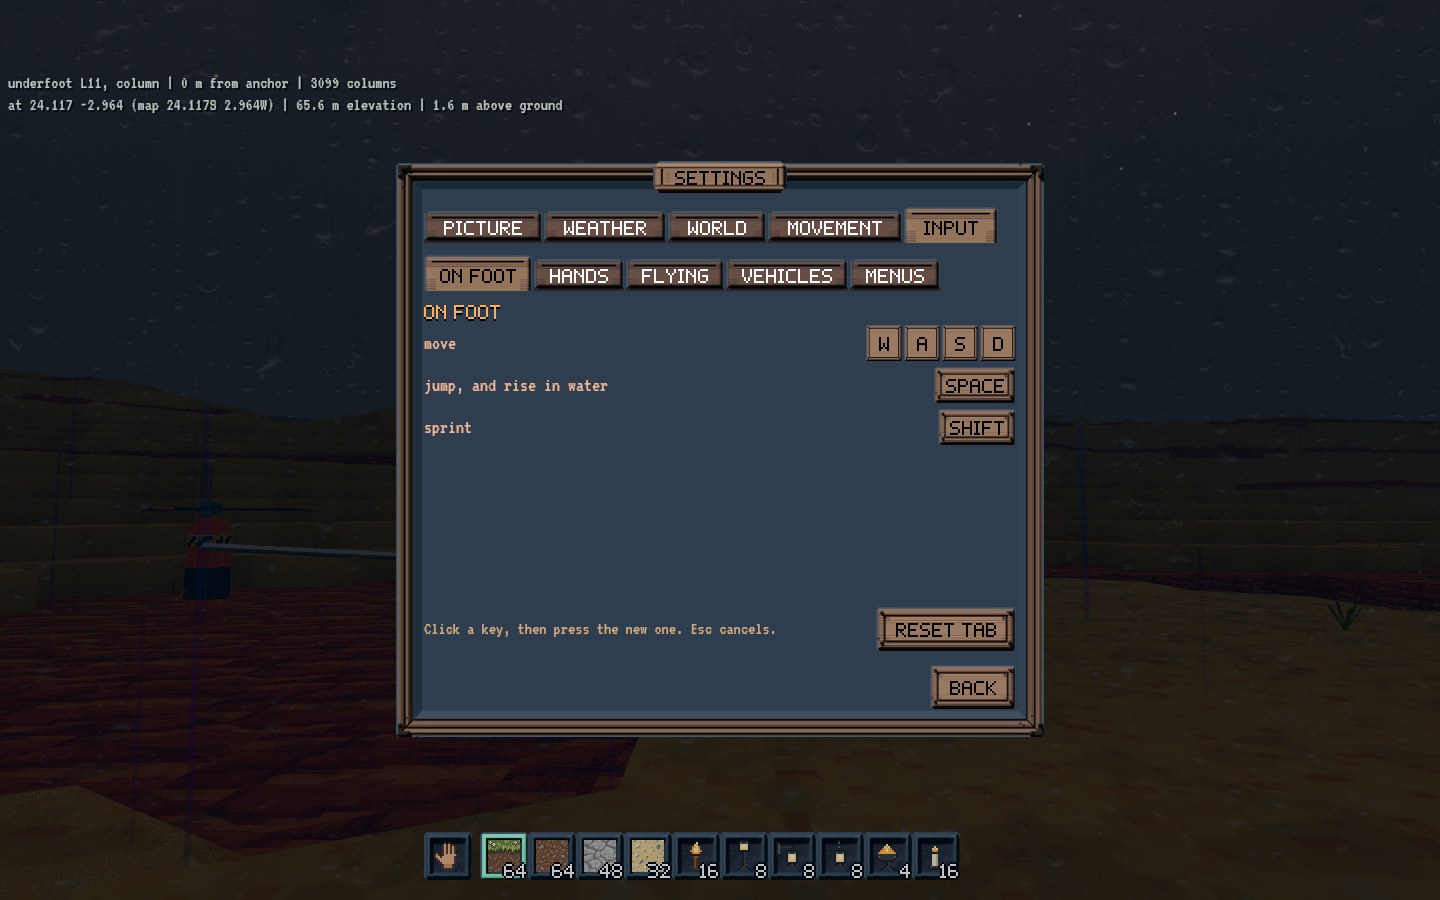 underfoot L11, column | 0 m from anchor | 3099 columns
at 24.117 -2.964 (map 24.117S 2.964W) | 65.6 m elevation | 1.6 m above ground
SETTINGS
PICTURE WEATHER WORLD MOVEMENT INPUT
ON FOOT HANDS FLYING VEHICLES MENUS
ON FOOT
move W A S D
jump, and rise in water SPACE
sprint SHIFT
Click a key, then press the new one. Esc cancels. RESET TAB
BACK
64 64 48 32 16 8 8 8 4 16